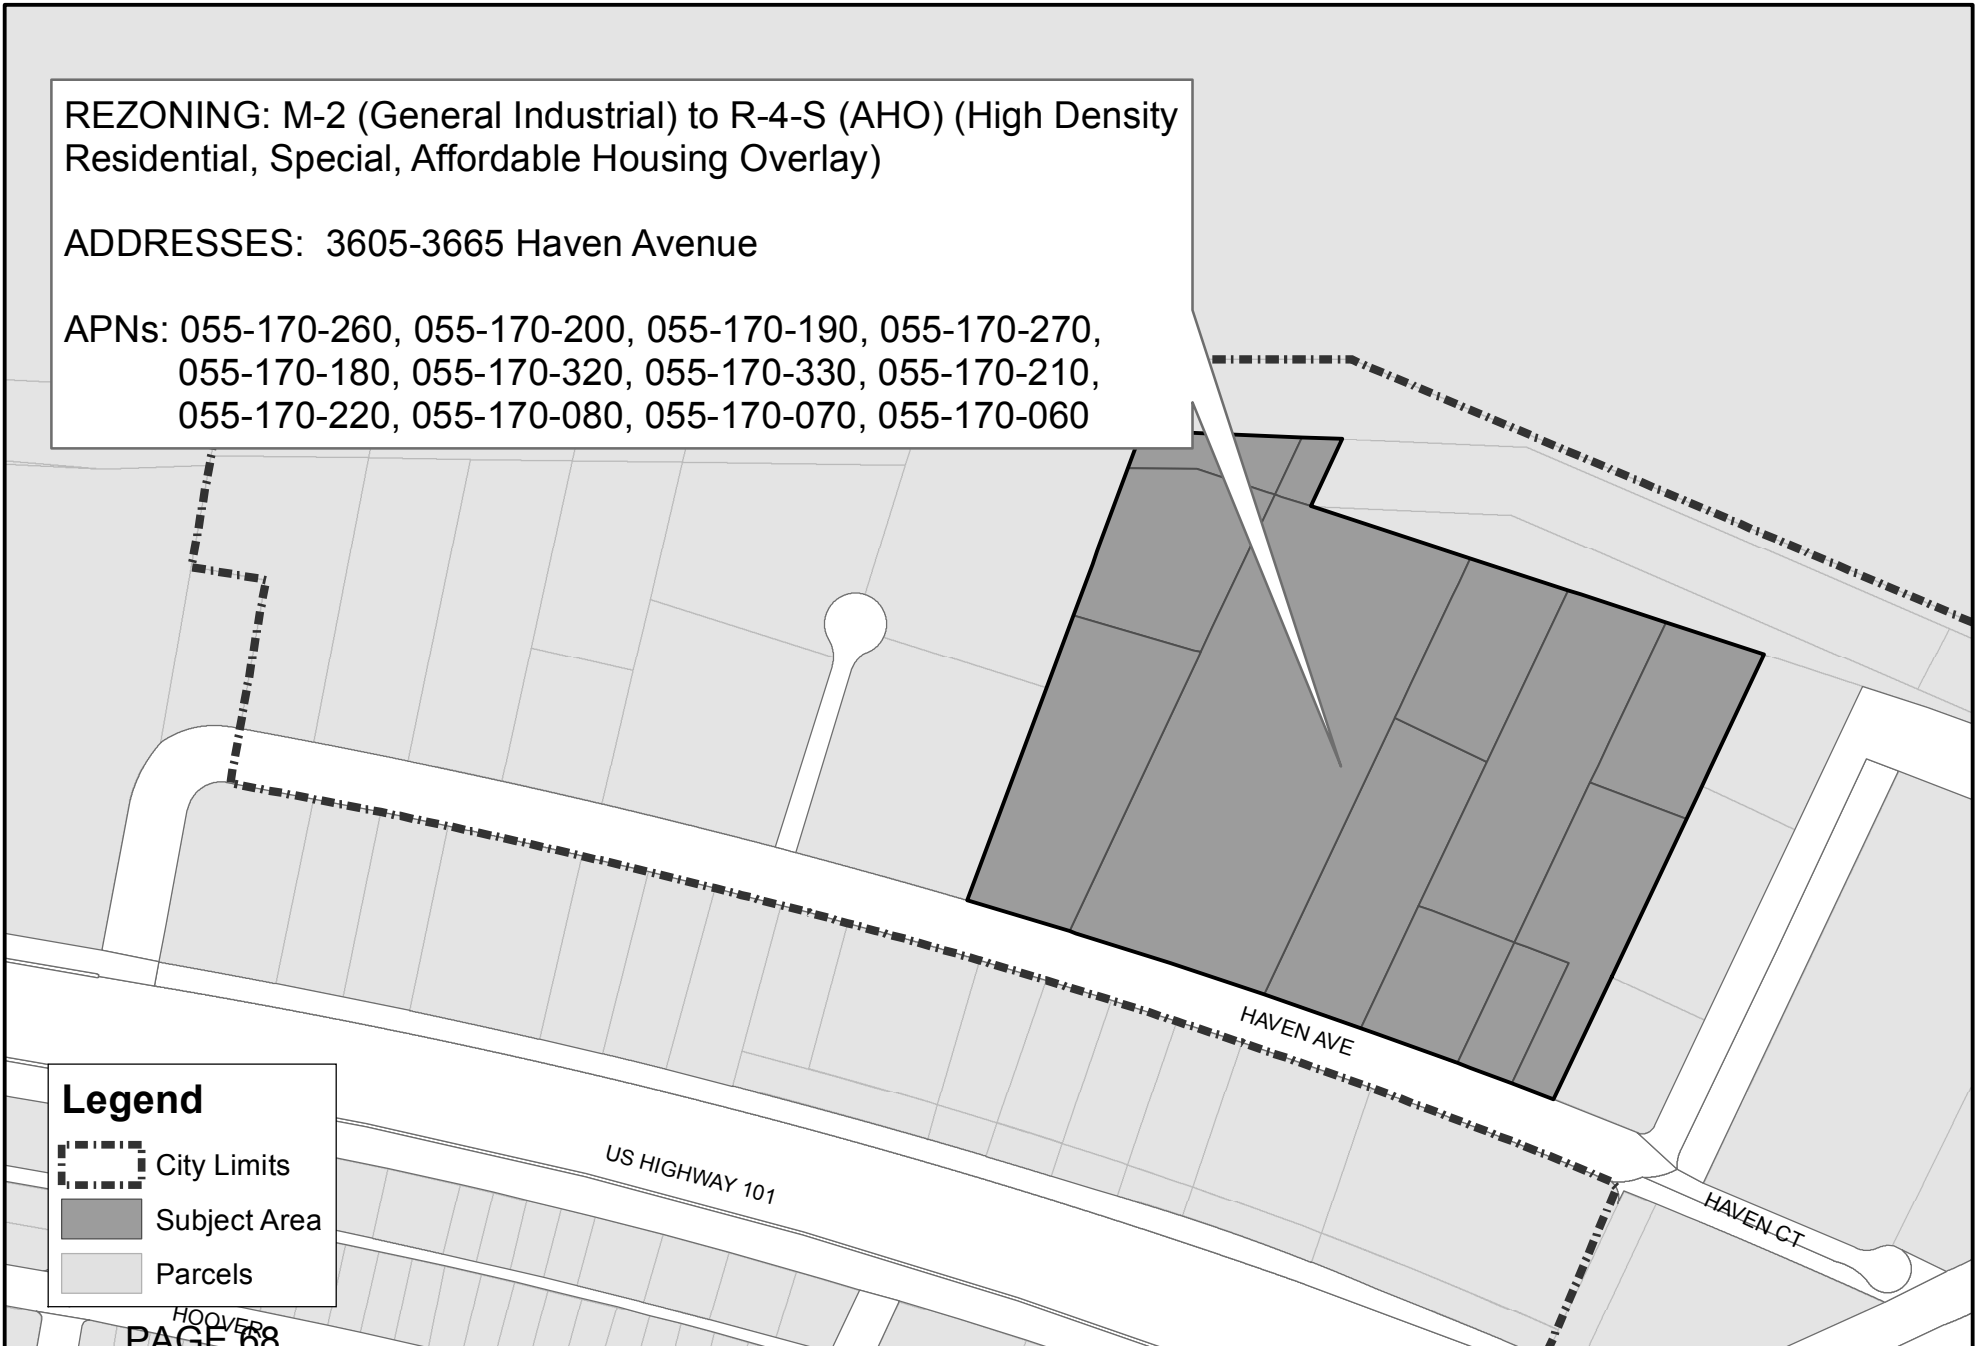 REZONING: M-2 (General Industrial) to R-4-S (AHO) (High Density
Residential, Special, Affordable Housing Overlay)
ADDRESSES: 3605-3665 Haven Avenue
APNs: 055-170-260, 055-170-200, 055-170-190, 055-170-270,
055-170-180, 055-170-320, 055-170-330, 055-170-210,
055-170-220, 055-170-080, 055-170-070, 055-170-060
HAVEN AVE
US HIGHWAY 101
HAVEN CT
Legend
City Limits
Subject Area
Parcels
HOOVER
PAGE 68